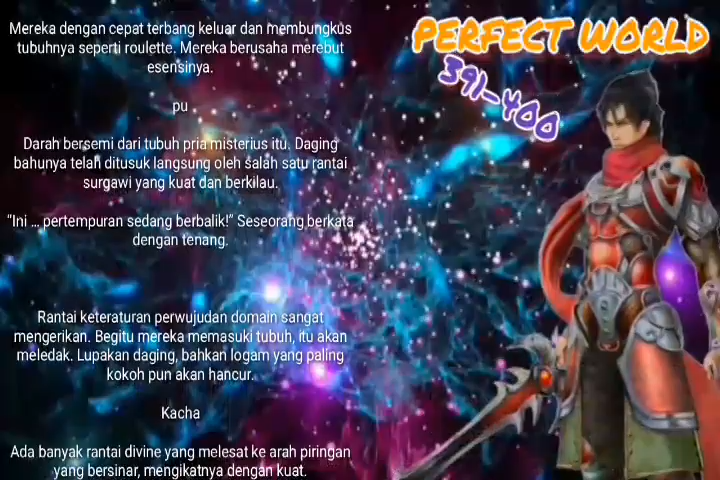 Mereka dengan cepat terbang keluar dan membungkus
tubuhnya seperti roulette. Mereka berusaha merebut
esensinya.
pu
Darah bersemi dari tubuh pria misterius itu. Daging
bahunya telah ditusuk langsung oleh salah satu rantai
surgawi yang kuat dan berkilau.
“Ini ... pertempuran sedang berbalik!” Seseorang berkata
dengan tenang.
Rantai keteraturan perwujudan domain sangat
mengerikan. Begitu mereka memasuki tubuh, itu akan
meledak. Lupakan daging, bahkan logam yang paling
kokoh pun akan hancur.
Kacha
Ada banyak rantai divine yang melesat ke arah piringan
yang bersinar, mengikatnya dengan kuat.
PERFECT WORLD
391-400